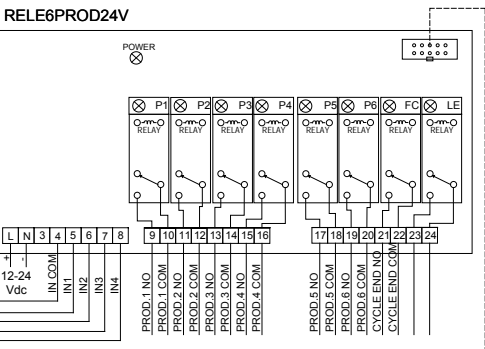 RELE6PROD24V
POWER
P1 P2 P3 P4 P5 P6 FC LE
RELAY RELAY RELAY RELAY RELAY RELAY RELAY RELAY
L N 3 4 5 6 7 8 9 10 11 12 13 14 15 16 17 18 19 20 21 22 23 24
+ -
12-24
Vdc
IN COM
IN1
IN2
IN3
IN4
PROD.1 NO
PROD.1 COM
PROD.2 NO
PROD.2 COM
PROD.3 NO
PROD.3 COM
PROD.4 NO
PROD.4 COM
PROD.5 NO
PROD.5 COM
PROD.6 NO
PROD.6 COM
CYCLE END NO
CYCLE END COM